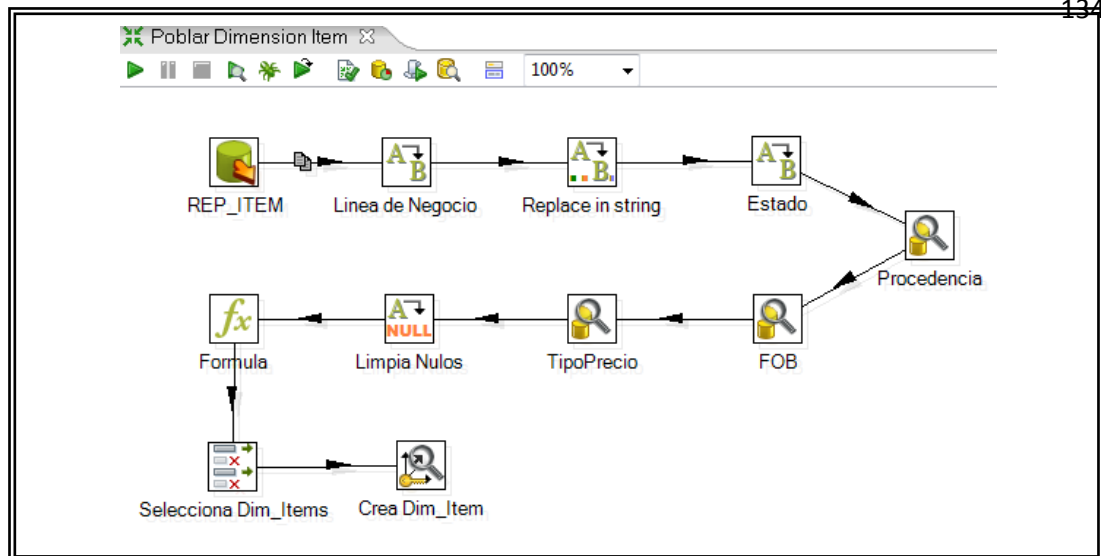 134
Poblar Dimension Item
100%
REP_ITEM
Linea de Negocio
Replace in string
Estado
Procedencia
Formula
Limpia Nulos
TipoPrecio
FOB
Selecciona Dim_Items
Crea Dim_Item